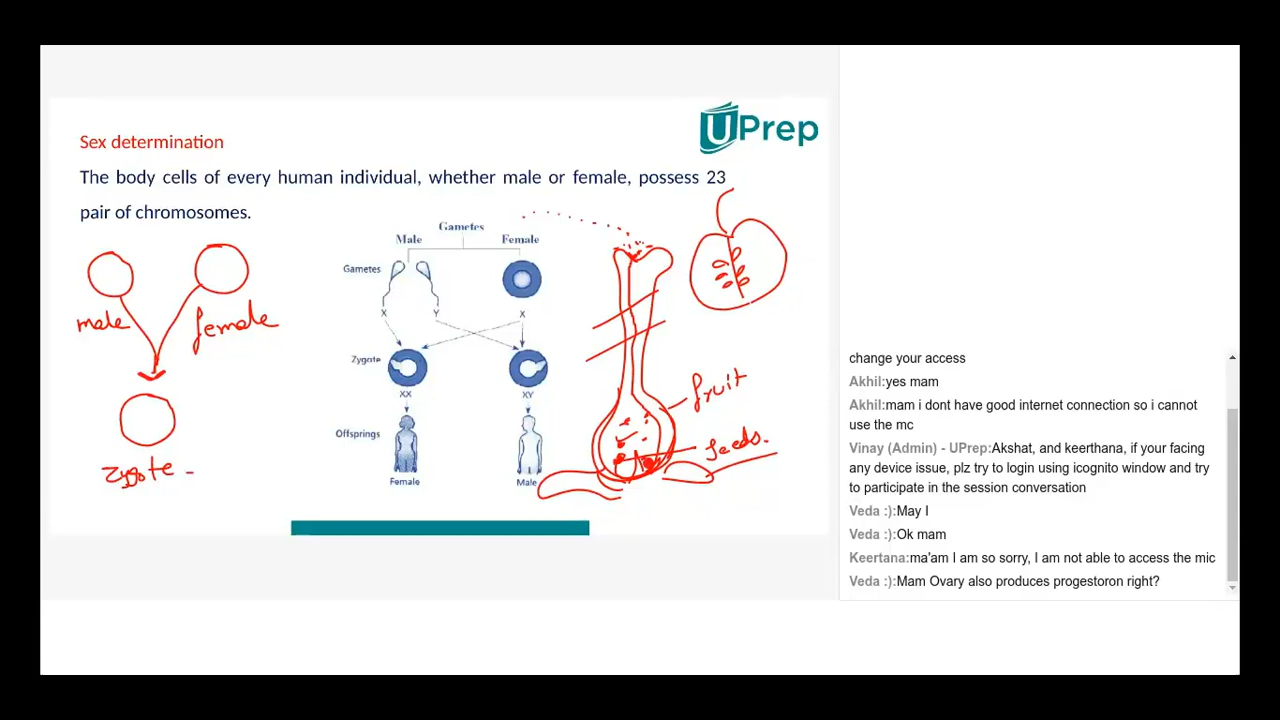 UPrep
Sex determination
The body cells of every human individual, whether male or female, possess 23
pair of chromosomes.
Gametes
Male Female
Gametes
X Y X
Zygate
XX XY
Offsprings
Female Male
male
female
zygote -
fruit
seeds.
change your access
Akhil:yes mam
Akhil:mam i dont have good internet connection so i cannot
use the mc
Vinay (Admin) - UPrep:Akshat, and keerthana, if your facing
any device issue, plz try to login using icognito window and try
to participate in the session conversation
Veda :):May I
Veda :):Ok mam
Keertana:ma'am I am so sorry, I am not able to access the mic
Veda :):Mam Ovary also produces progestoron right?